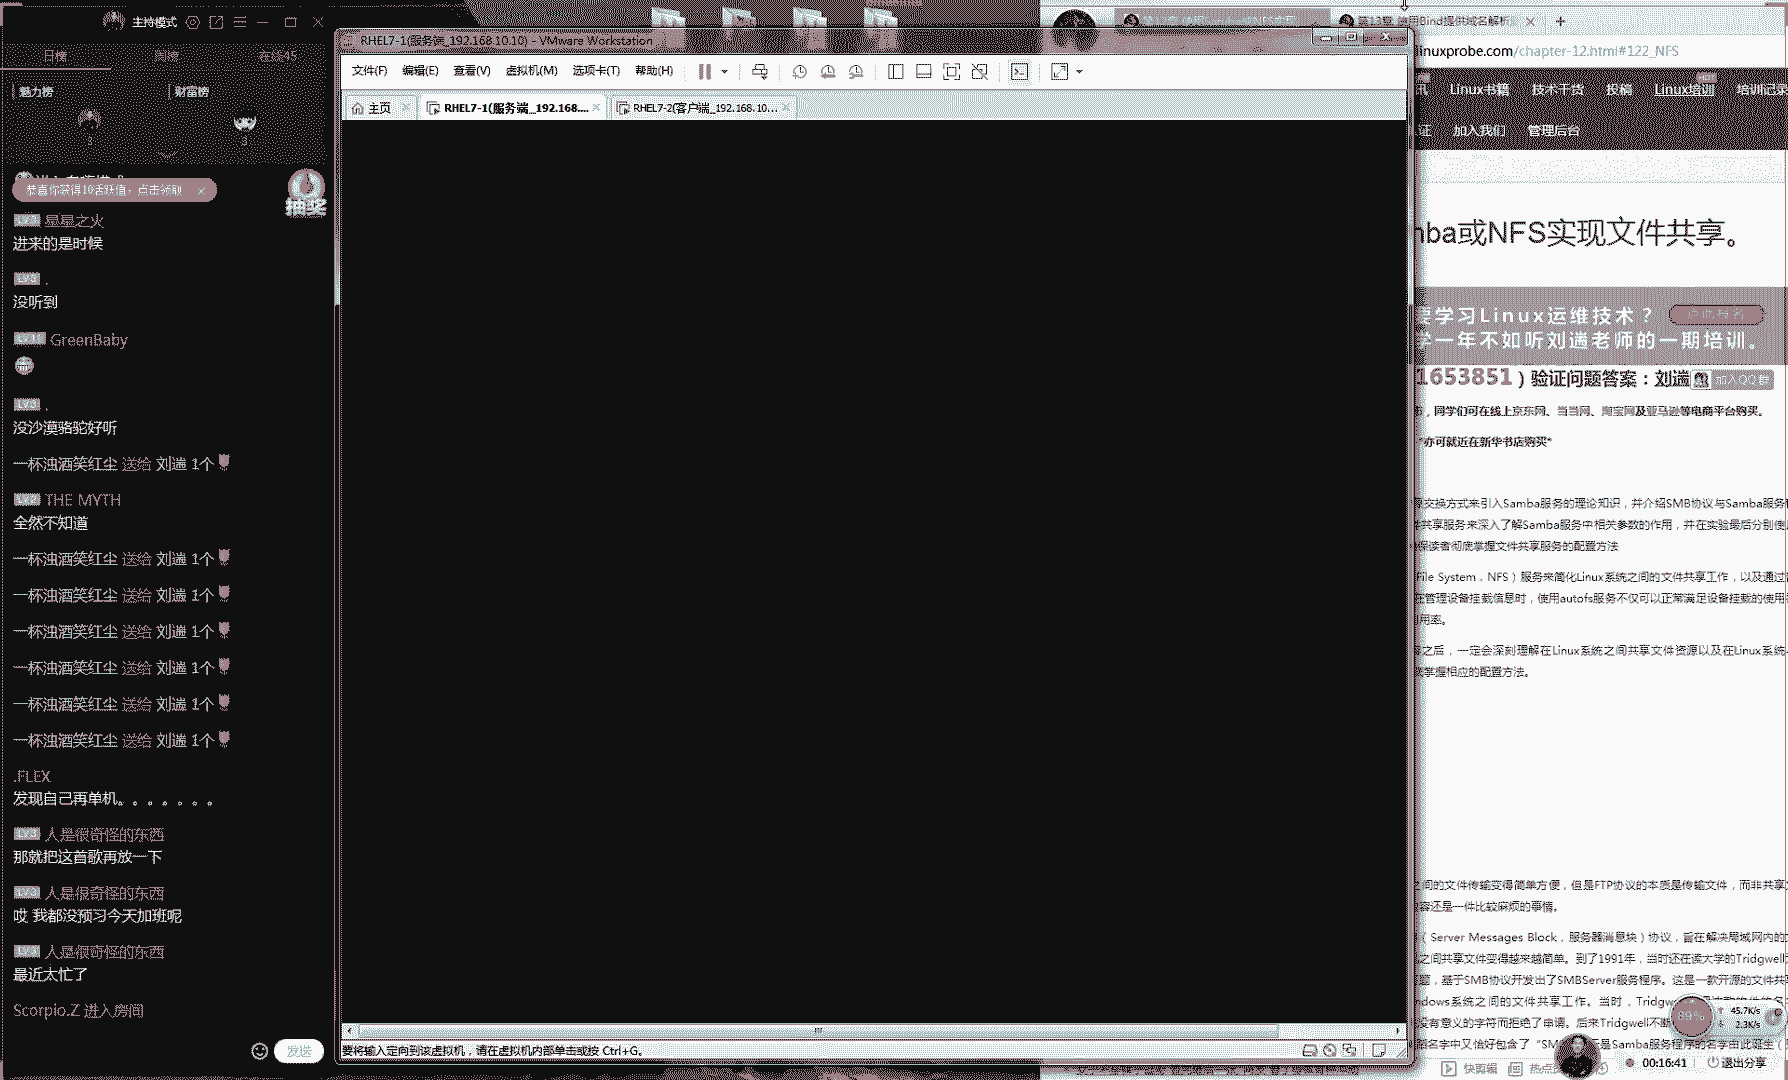 主持模式
日榜
周榜
在线45
魅力榜
财富榜
3
3
恭喜你获得10活跃值，点击领取
抽奖
LV.3 星星之火
进来的是时候
LV.3 .
没听到
GreenBaby
LV.3 .
没沙漠骆驼好听
一杯浊酒笑红尘 送给 刘遄 1个
LV.2 THE MYTH
全然不知道
一杯浊酒笑红尘 送给 刘遄 1个
一杯浊酒笑红尘 送给 刘遄 1个
一杯浊酒笑红尘 送给 刘遄 1个
一杯浊酒笑红尘 送给 刘遄 1个
一杯浊酒笑红尘 送给 刘遄 1个
一杯浊酒笑红尘 送给 刘遄 1个
.FLEX
发现自己再单机。。。。。。。
LV.3 人是很奇怪的东西
那就把这首歌再放一下
LV.3 人是很奇怪的东西
哎 我都没预习今天加班呢
LV.3 人是很奇怪的东西
最近太忙了
Scorpio.Z 进入房间
发送
RHEL7-1(服务端_192.168.10.10) - VMware Workstation
文件(F) 编辑(E) 查看(V) 虚拟机(M) 选项卡(T) 帮助(H)
主页
RHEL7-1(服务端_192.168....
RHEL7-2(客户端_192.168.10...
要将输入定向到该虚拟机，请在虚拟机内部单击或按 Ctrl+G。
第13章 使用Bind提供域名解析
linuxprobe.com/chapter-12.html#122_NFS
讯 Linux书籍 技术干货 投稿 Linux培训 培训记录
证 加入我们 管理后台
mba或NFS实现文件共享。
要学习Linux运维技术？
学一年不如听刘遄老师的一期培训。
1653851）验证问题答案：刘遄
加入QQ群
，同学们可在线上京东网、当当网、淘宝网及亚马逊等电商平台购买。
*亦可就近在新华书店购买*
交换方式来引入Samba服务的理论知识，并介绍SMB协议与Samba服务
共享服务来深入了解Samba服务中相关参数的作用，并在实验最后分别使
保读者彻底掌握文件共享服务的配置方法
File System，NFS）服务来简化Linux系统之间的文件共享工作，以及通过
在管理设备挂载信息时，使用autofs服务不仅可以正常满足设备挂载的使用
用率。
之后，一定会深刻理解在Linux系统之间共享文件资源以及在Linux系统
掌握相应的配置方法。
之间的文件传输变得简单方便，但是FTP协议的本质是传输文件，而非共享
内容还是一件比较麻烦的事情。
（Server Messages Block，服务器消息块）协议，旨在解决局域网内的
之间共享文件变得越来越简单。到了1991年，当时还在读大学的Tridgwell
题，基于SMB协议开发出了SMBServer服务程序。这是一款开源的文件共
dows系统之间的文件共享工作。当时，Tridgw
没有意义的字符而拒绝了申请。后来Tridgwell不断
名字中又恰好包含了“SM
是Samba服务程序的名字由此诞生
89%
45.7K/s
2.3K/s
快剪辑
热点
00:16:41
退出分享